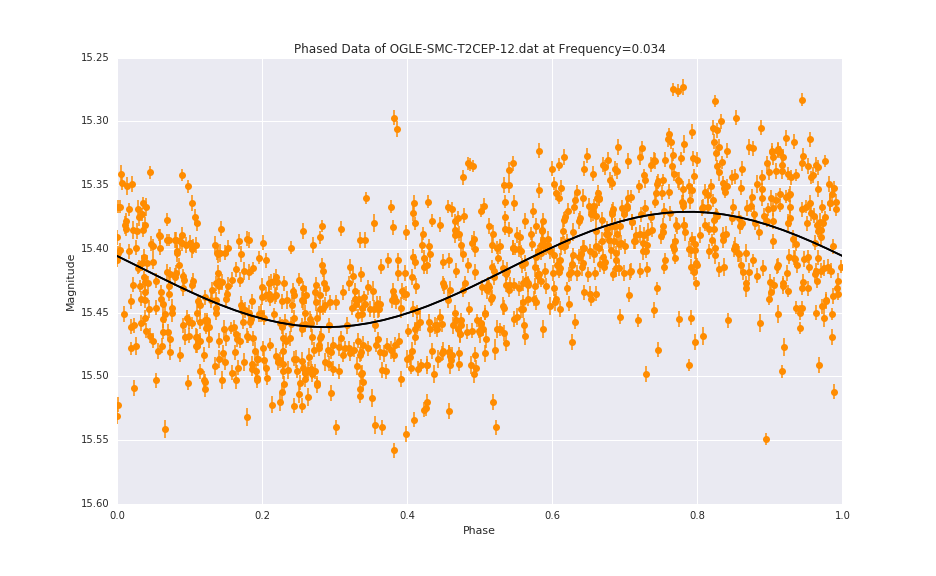 Phased Data of OGLE-SMC-T2CEP-12.dat at Frequency=0.034
15.25
15.30
15.35
15.40
15.45
15.50
15.55
15.60
Magnitude
0.0 0.2 0.4 0.6 0.8 1.0
Phase